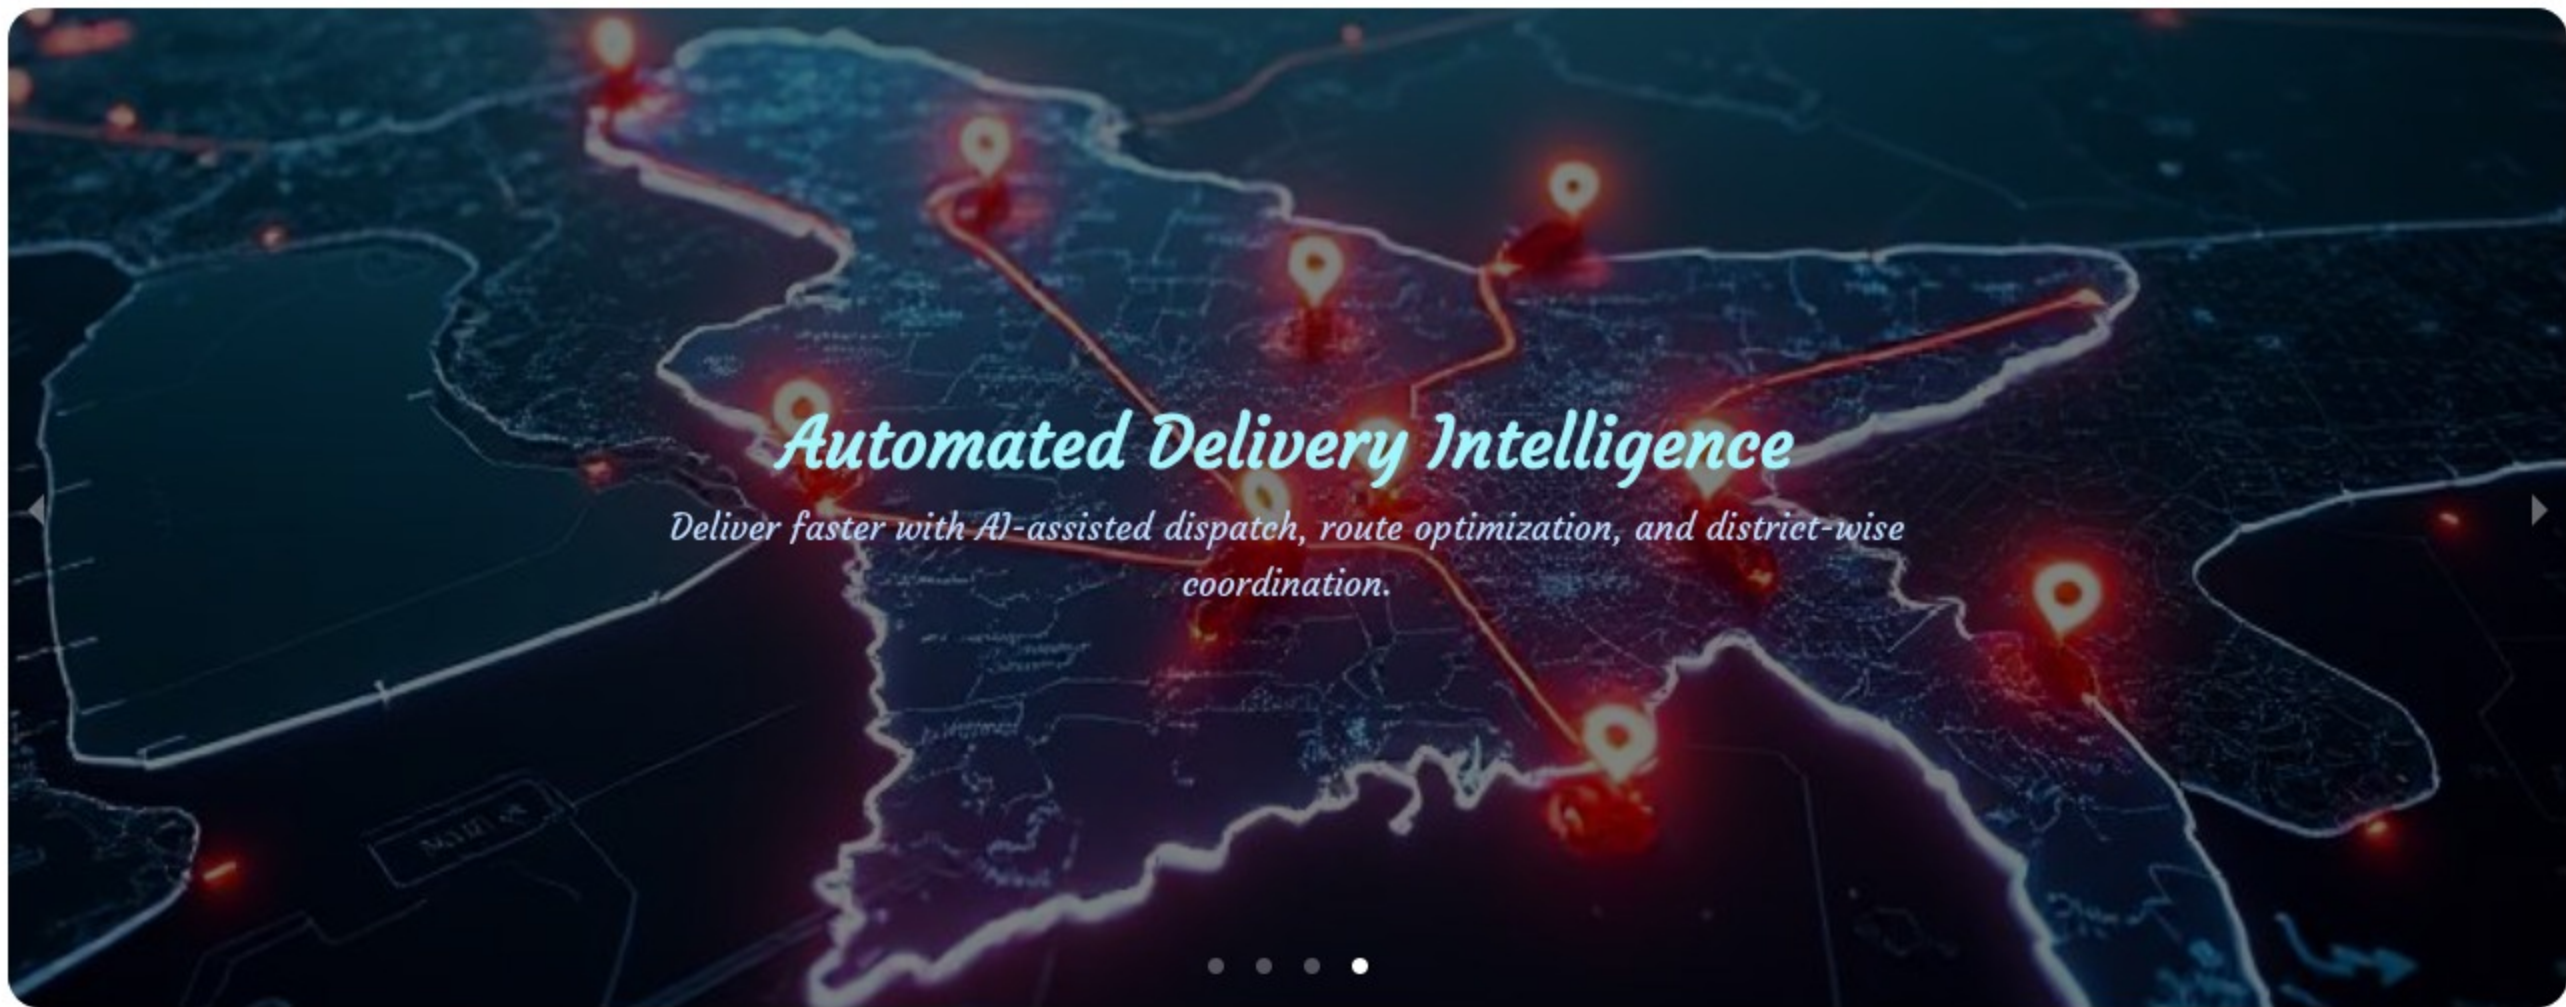 Automated Delivery Intelligence
Deliver faster with AI-assisted dispatch, route optimization, and district-wise
coordination.